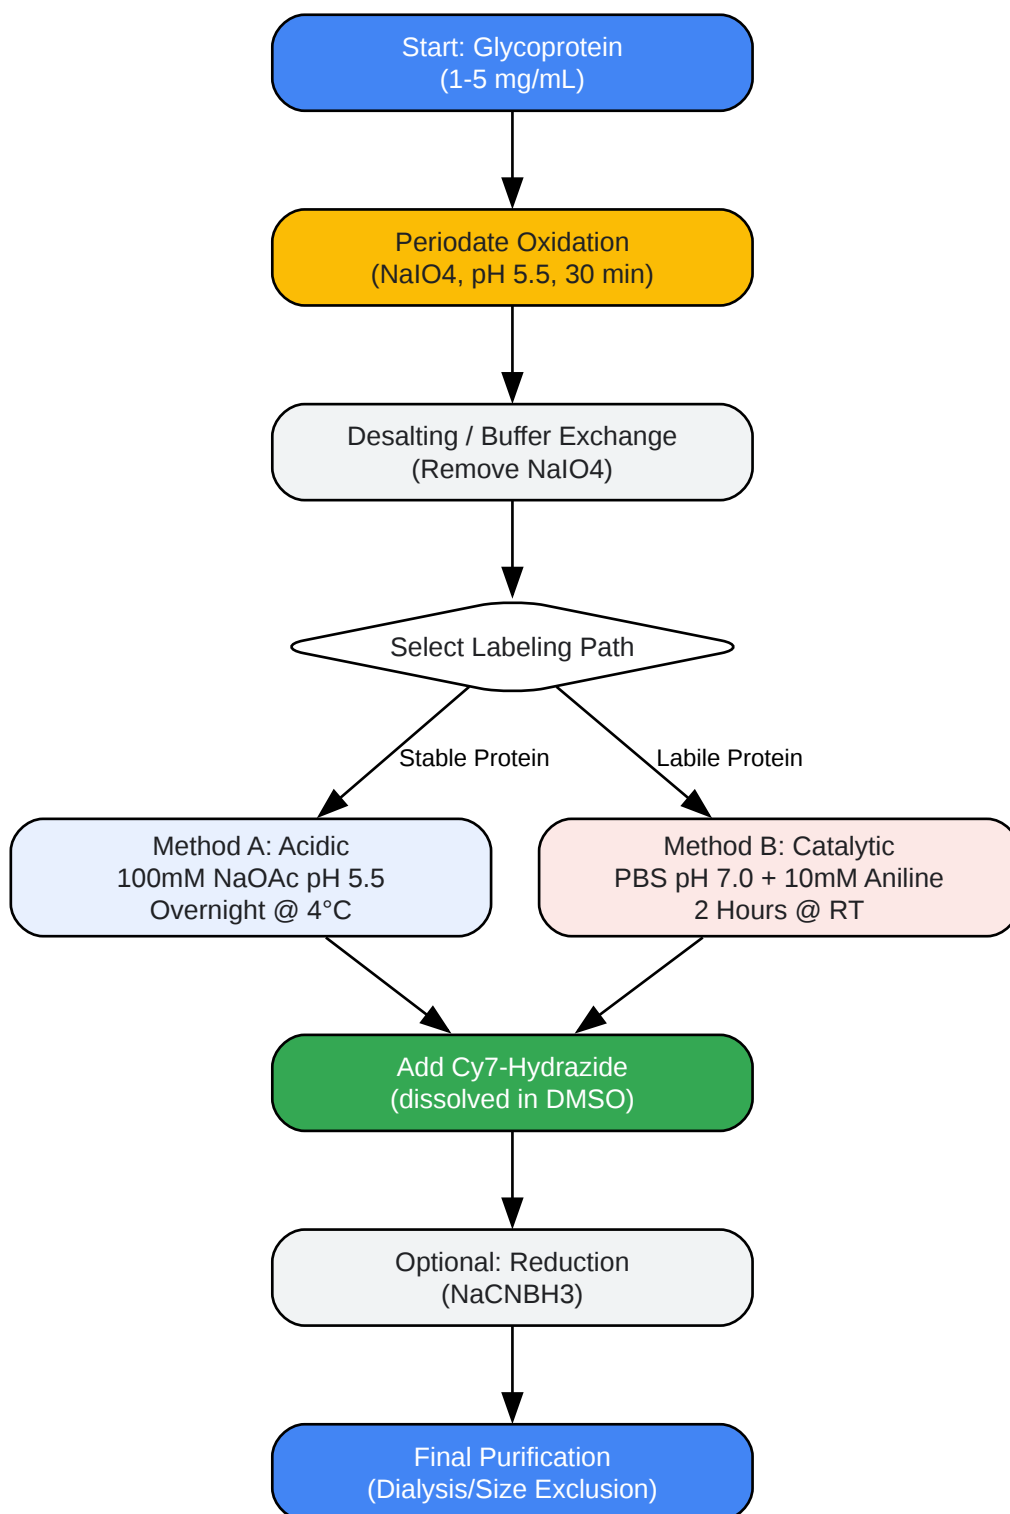 Start: Glycoprotein
(1-5 mg/mL)
Periodate Oxidation
(NaIO4, pH 5.5, 30 min)
Desalting / Buffer Exchange
(Remove NaIO4)
Select Labeling Path
Stable Protein
Labile Protein
Method A: Acidic
100mM NaOAc pH 5.5
Overnight @ 4°C
Method B: Catalytic
PBS pH 7.0 + 10mM Aniline
2 Hours @ RT
Add Cy7-Hydrazide
(dissolved in DMSO)
Optional: Reduction
(NaCNBH3)
Final Purification
(Dialysis/Size Exclusion)